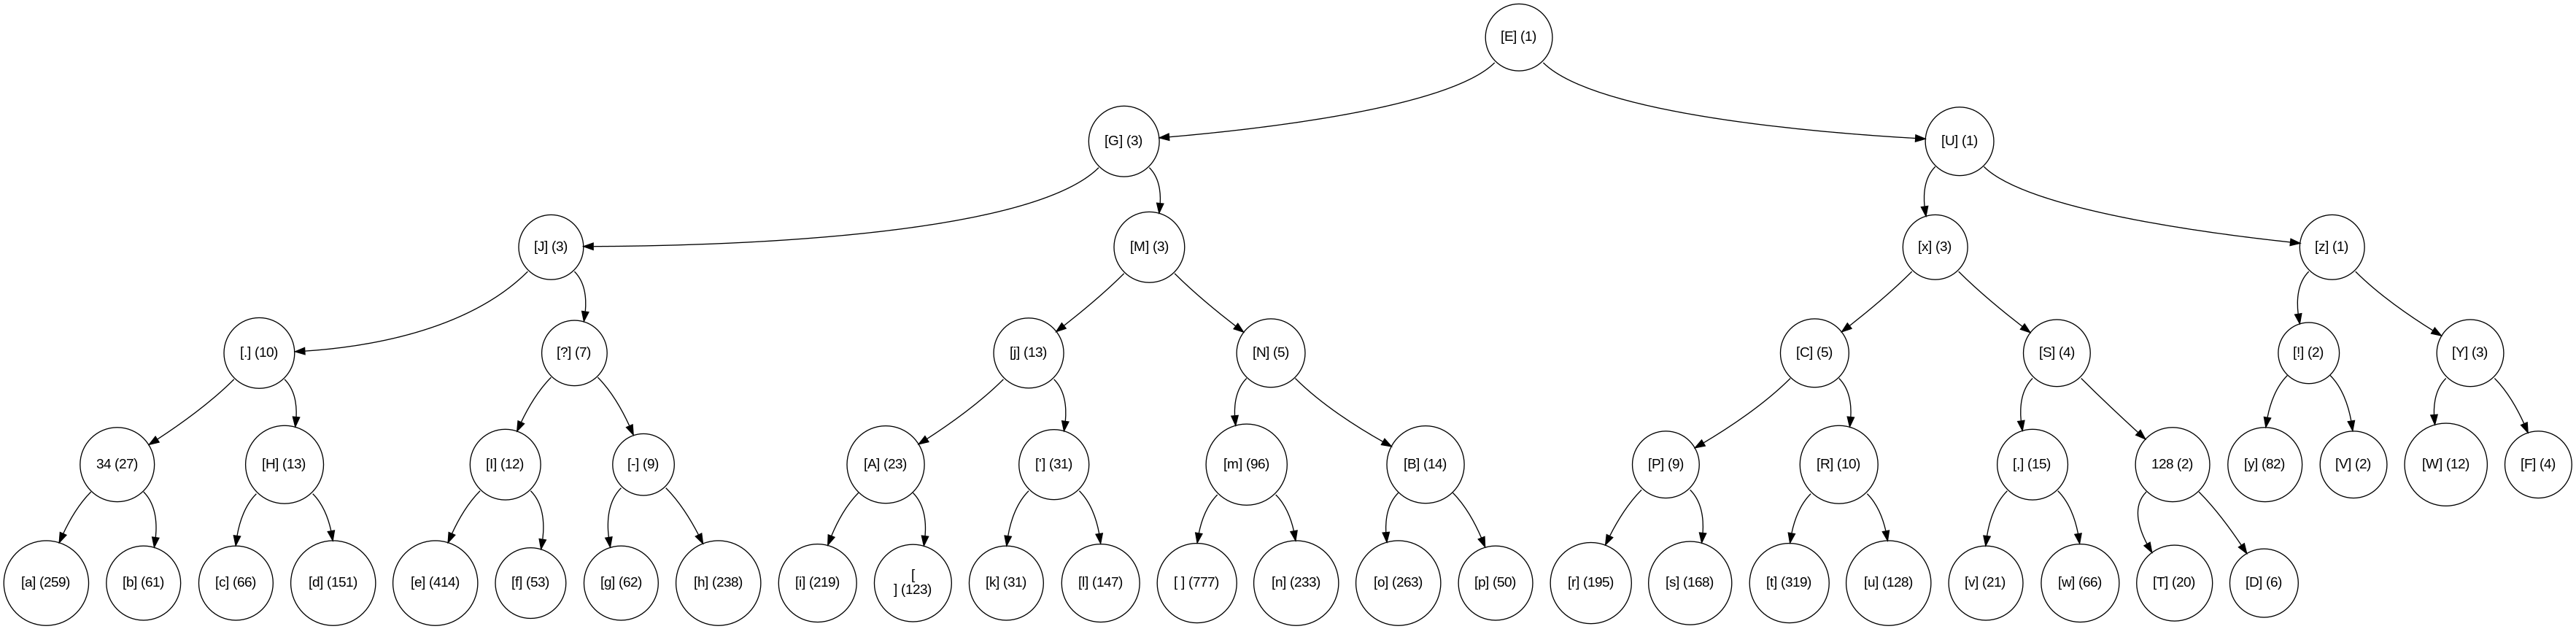 [E] (1)
[G] (3)
[U] (1)
[J] (3)
[M] (3)
[x] (3)
[z] (1)
[.] (10)
[?] (7)
[j] (13)
[N] (5)
[C] (5)
[S] (4)
[!] (2)
[Y] (3)
34 (27)
[H] (13)
[I] (12)
[-] (9)
[A] (23)
['] (31)
[m] (96)
[B] (14)
[P] (9)
[R] (10)
[,] (15)
128 (2)
[y] (82)
[V] (2)
[W] (12)
[F] (4)
[a] (259)
[b] (61)
[c] (66)
[d] (151)
[e] (414)
[f] (53)
[g] (62)
[h] (238)
[i] (219)
[
] (123)
[k] (31)
[l] (147)
[ ] (777)
[n] (233)
[o] (263)
[p] (50)
[r] (195)
[s] (168)
[t] (319)
[u] (128)
[v] (21)
[w] (66)
[T] (20)
[D] (6)